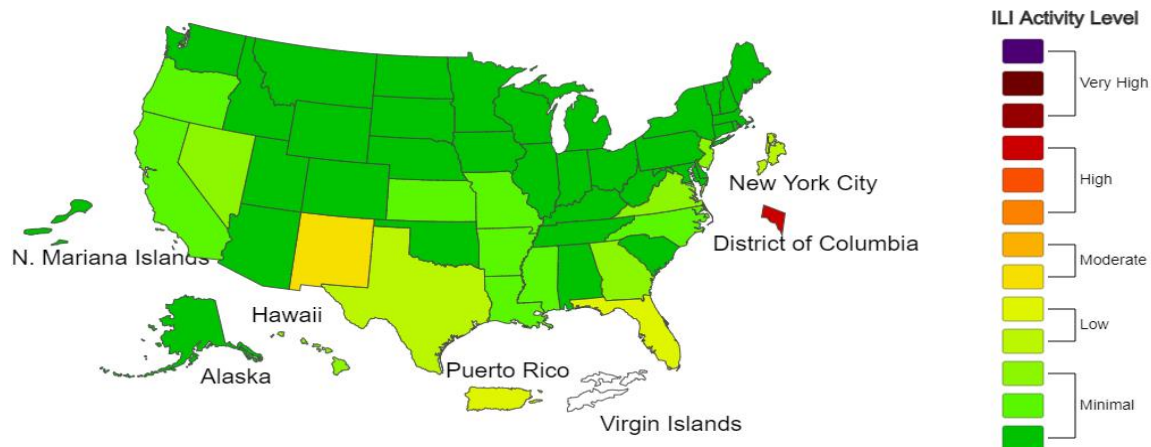 ILI Activity Level
Very High
High
Moderate
Low
Minimal
New York City
District of Columbia
N. Mariana Islands
Hawaii
Alaska
Puerto Rico
Virgin Islands